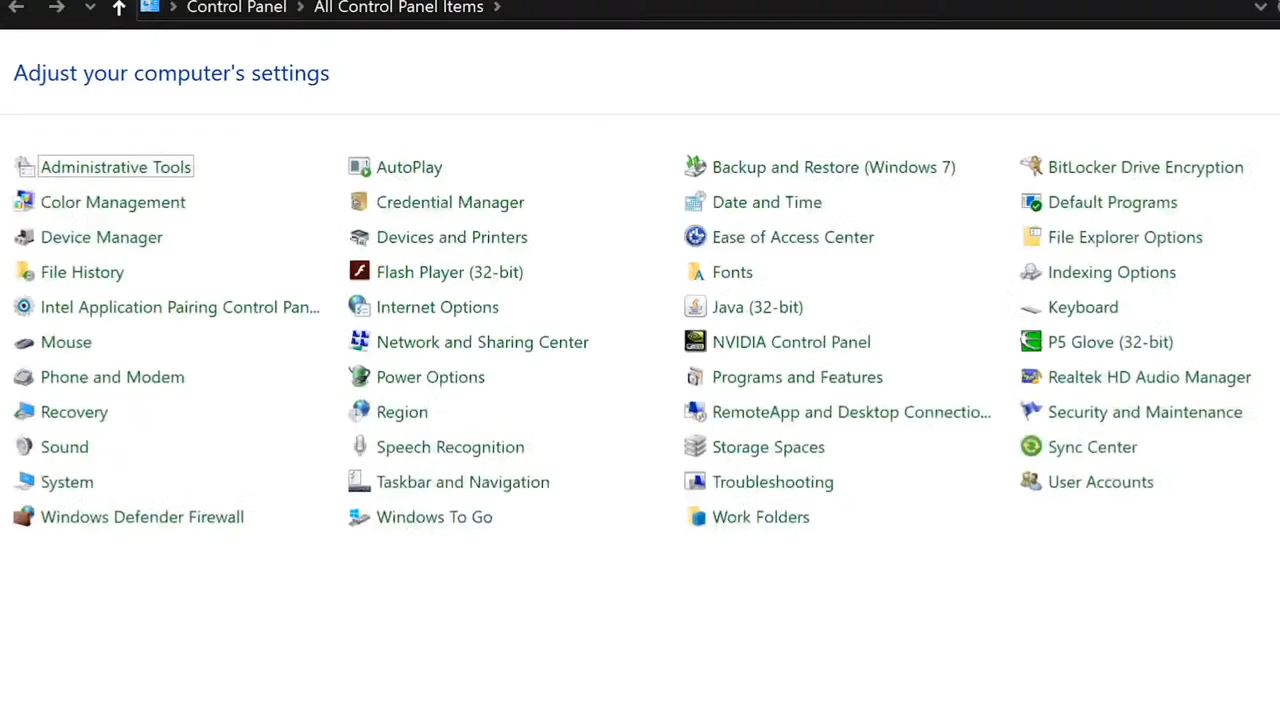 Control Panel > All Control Panel Items >
Adjust your computer's settings
Administrative Tools
AutoPlay
Backup and Restore (Windows 7)
BitLocker Drive Encryption
Color Management
Credential Manager
Date and Time
Default Programs
Device Manager
Devices and Printers
Ease of Access Center
File Explorer Options
File History
Flash Player (32-bit)
Fonts
Indexing Options
Intel Application Pairing Control Pan...
Internet Options
Java (32-bit)
Keyboard
Mouse
Network and Sharing Center
NVIDIA Control Panel
P5 Glove (32-bit)
Phone and Modem
Power Options
Programs and Features
Realtek HD Audio Manager
Recovery
Region
RemoteApp and Desktop Connectio...
Security and Maintenance
Sound
Speech Recognition
Storage Spaces
Sync Center
System
Taskbar and Navigation
Troubleshooting
User Accounts
Windows Defender Firewall
Windows To Go
Work Folders